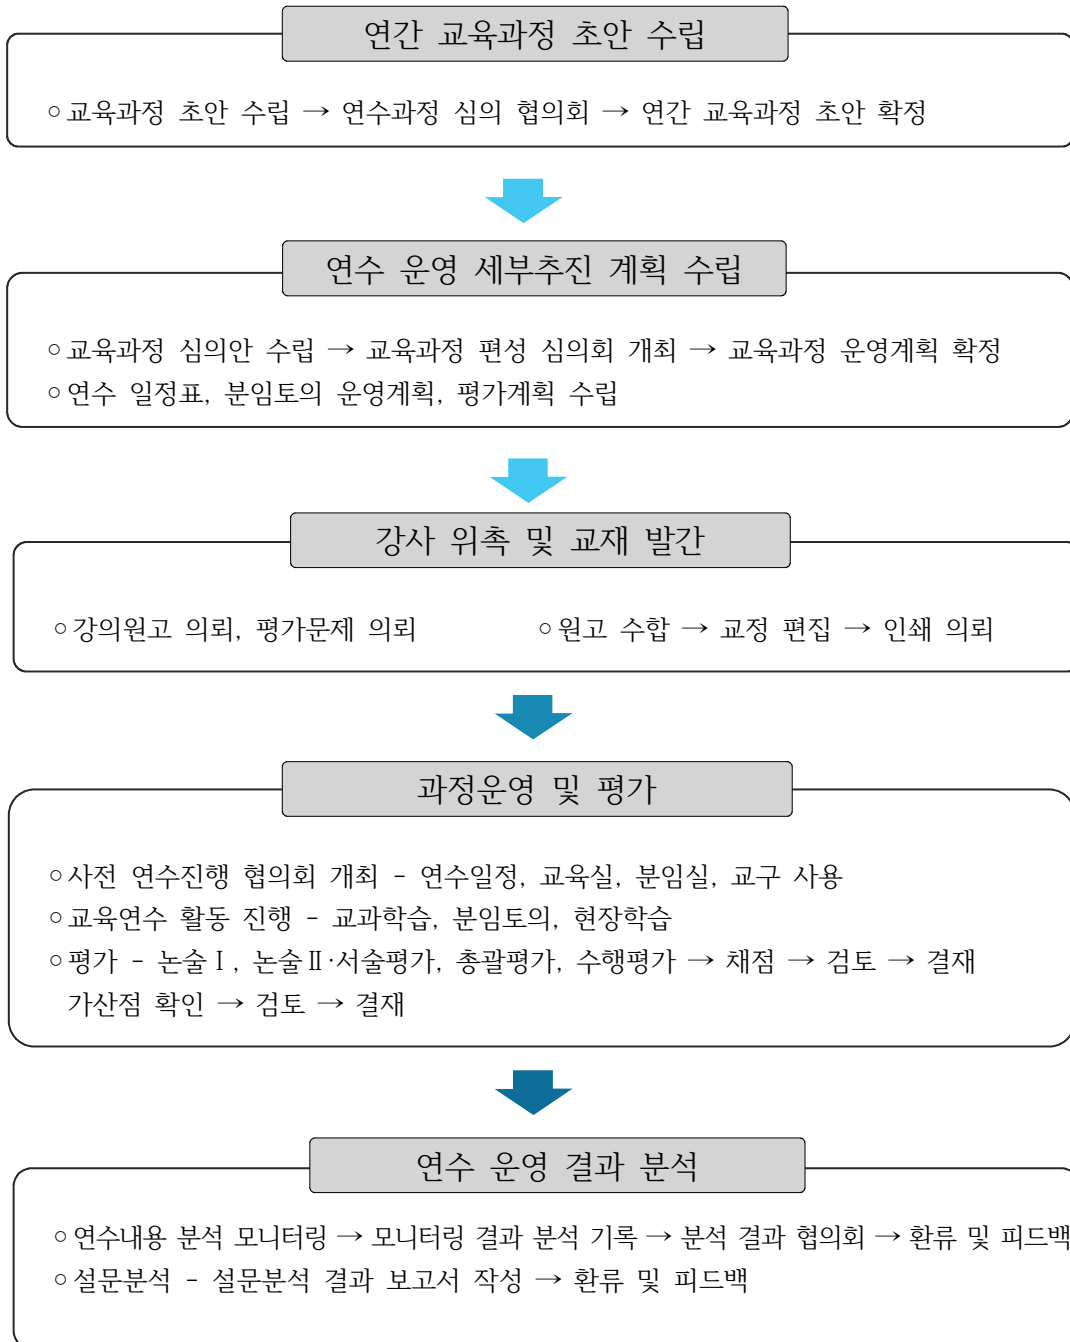 연간 교육과정 초안 수립
○교육과정 초안 수립 → 연수과정 심의 협의회 → 연간 교육과정 초안 확정
연수 운영 세부추진 계획 수립
○교육과정 심의안 수립 → 교육과정 편성 심의회 개최 → 교육과정 운영계획 확정
○연수 일정표, 분임토의 운영계획, 평가계획 수립
강사 위촉 및 교재 발간
○강의원고 의뢰, 평가문제 의뢰 ○원고 수합 → 교정 편집 → 인쇄 의뢰
과정운영 및 평가
○사전 연수진행 협의회 개최 - 연수일정, 교육실, 분임실, 교구 사용
○교육연수 활동 진행 - 교과학습, 분임토의, 현장학습
○평가 - 논술Ⅰ, 논술Ⅱ·서술평가, 총괄평가, 수행평가 → 채점 → 검토 → 결재
가산점 확인 → 검토 → 결재
연수 운영 결과 분석
○연수내용 분석 모니터링 → 모니터링 결과 분석 기록 → 분석 결과 협의회 → 환류 및 피드백
○설문분석 - 설문분석 결과 보고서 작성 → 환류 및 피드백